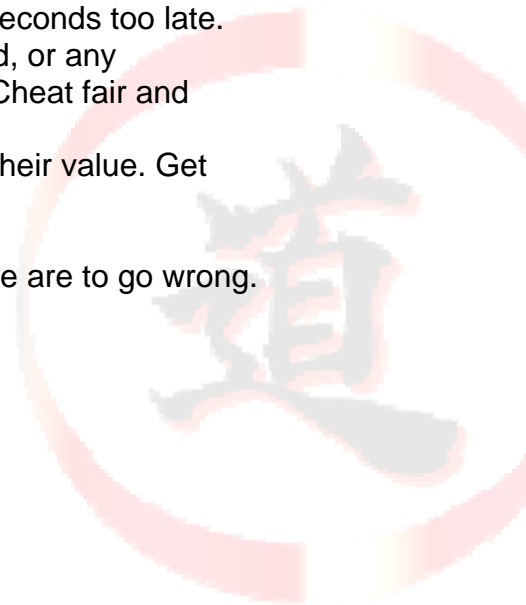 econds too late.
d, or any
Cheat fair and
heir value. Get
e are to go wrong.
道